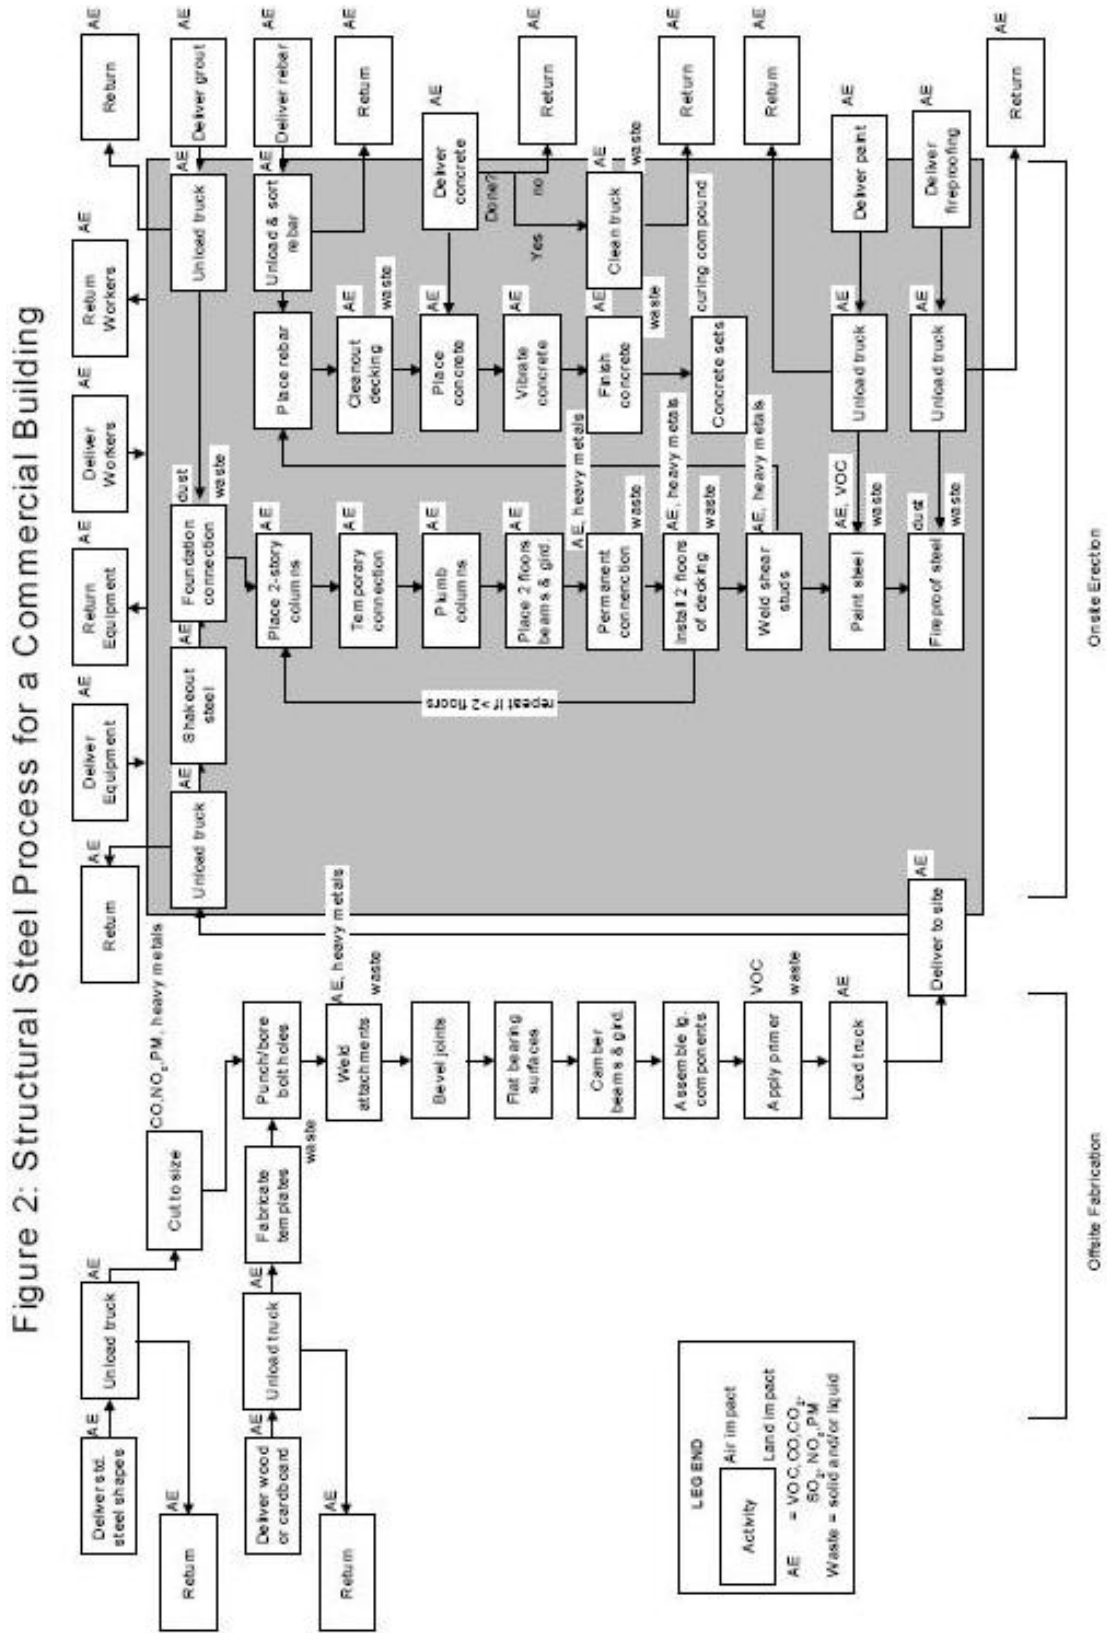 Figure 2: Structural Steel Process for a Commercial Building
Deliver std.
steel shapes
AE
Unload truck
AE
Return
AE
Cut to size
CO,NO₂,PM, heavy metals
Deliver wood
or cardboard
AE
Unload truck
AE
Return
AE
Fabricate
templates
waste
Punch/bore
bolt holes
Weld
attachments
AE, heavy metals
waste
Bevel joints
Flat bearing
surfaces
Camber
beams & gird.
Assemble lg.
components
Apply primer
VOC
waste
Load truck
AE
Deliver to site
AE
Return
AE
Unload truck
AE
Deliver
Equipment
AE
Return
Equipment
AE
Deliver
Workers
AE
Return
Workers
AE
Shakeout
steel
AE
Foundation
connection
dust
waste
Unload truck
AE
Deliver grout
AE
Return
AE
Place 2-story
columns
AE
Temporary
connection
AE
Plumb
columns
AE
Place 2 floors
beams & gird.
AE
Permanent
connenction
AE, heavy metals
waste
Install 2 floors
of decking
AE, heavy metals
waste
repeat if >2 floors
Weld shear
studs
AE, heavy metals
Paint steel
AE, VOC
waste
Fireproof steel
dust
waste
Place rebar
Unload & sort
rebar
AE
Deliver rebar
AE
Return
AE
Cleanout
decking
AE
waste
Place
concrete
AE
Deliver
concrete
AE
Done?
no
Yes
Return
AE
Vibrate
concrete
AE
Finish
concrete
AE
waste
Clean truck
AE
waste
Return
AE
Concrete sets
curing compound
Unload truck
AE
Deliver paint
AE
Return
AE
Unload truck
AE
Deliver
fireproofing
AE
Return
AE
LEGEND
Activity
Air impact
Land impact
AE = VOC,CO,CO₂,
SO₂, NO₂,PM
Waste = solid and/or liquid
Offsite Fabrication
Onsite Erection